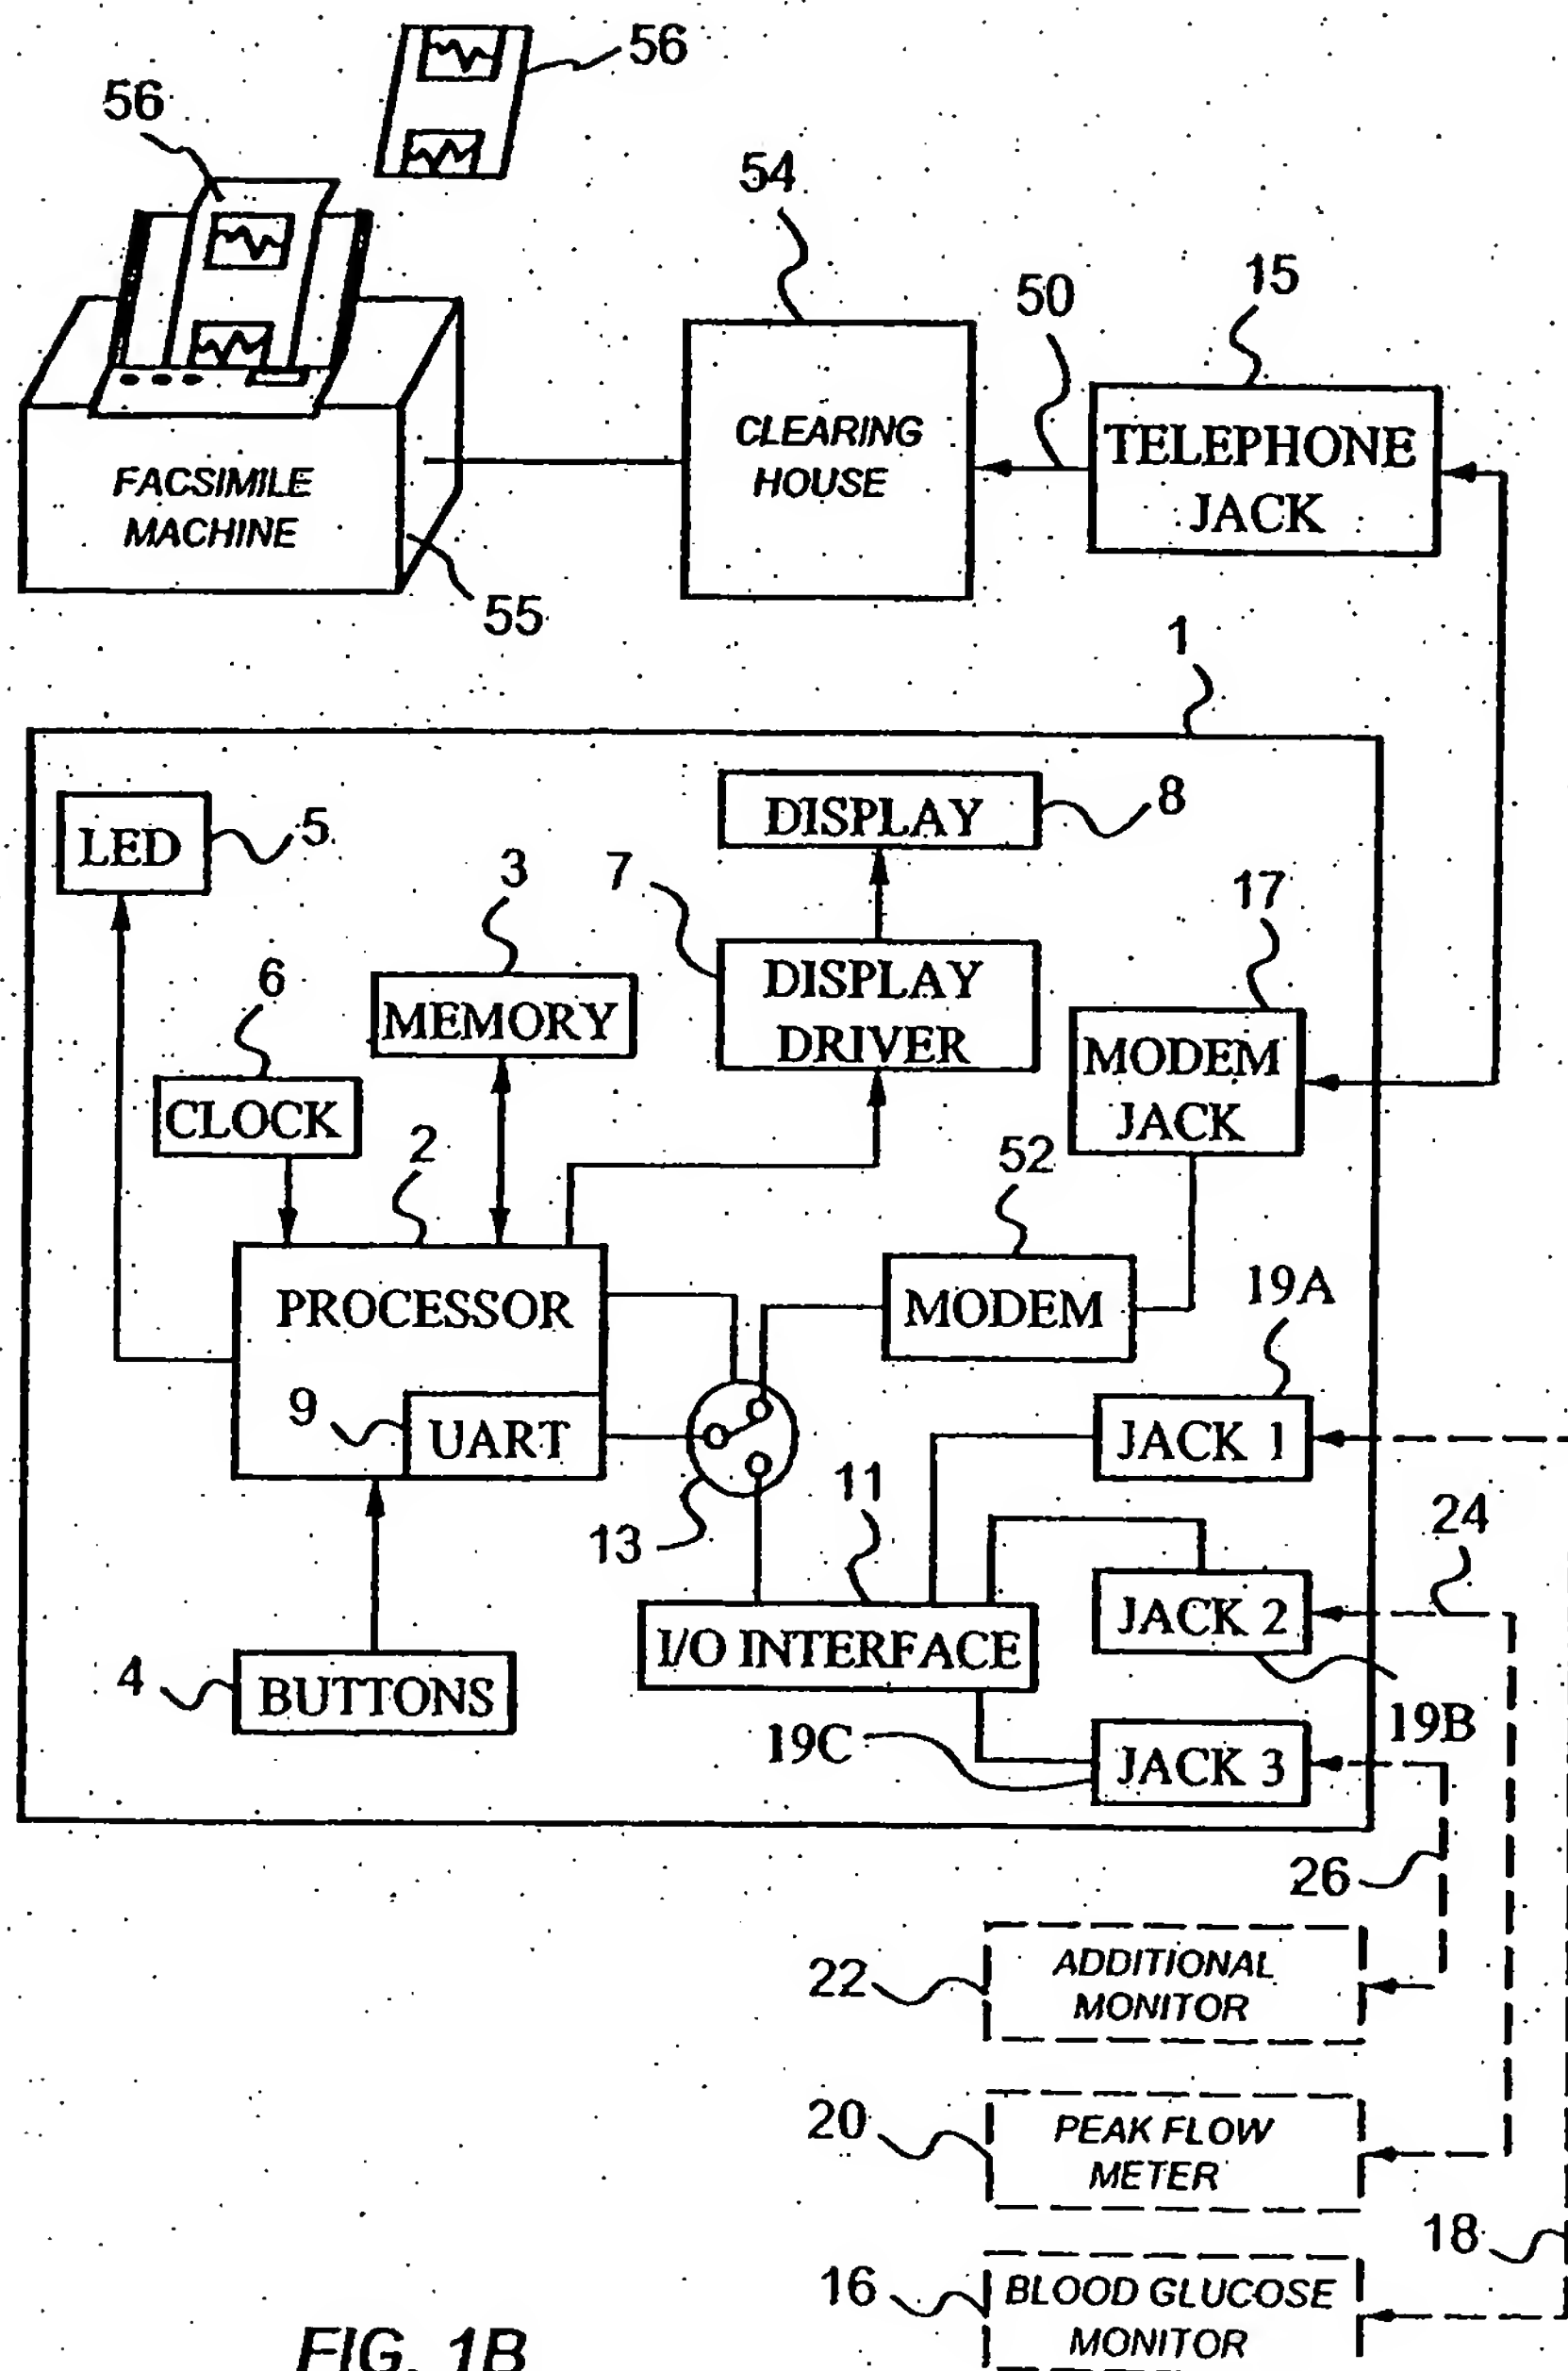 56
56
54
50
15
CLEARING
HOUSE
TELEPHONE
JACK
FACSIMILE
MACHINE
55
1
LED
5
DISPLAY
8
3
7
17
6
MEMORY
DISPLAY
DRIVER
MODEM
JACK
CLOCK
2
52
PROCESSOR
MODEM
19A
9
UART
JACK 1
13
11
24
JACK 2
I/O INTERFACE
4
BUTTONS
19B
19C
JACK 3
26
22
ADDITIONAL
MONITOR
20
PEAK FLOW
METER
18
16
BLOOD GLUCOSE
MONITOR
FIG. 1B